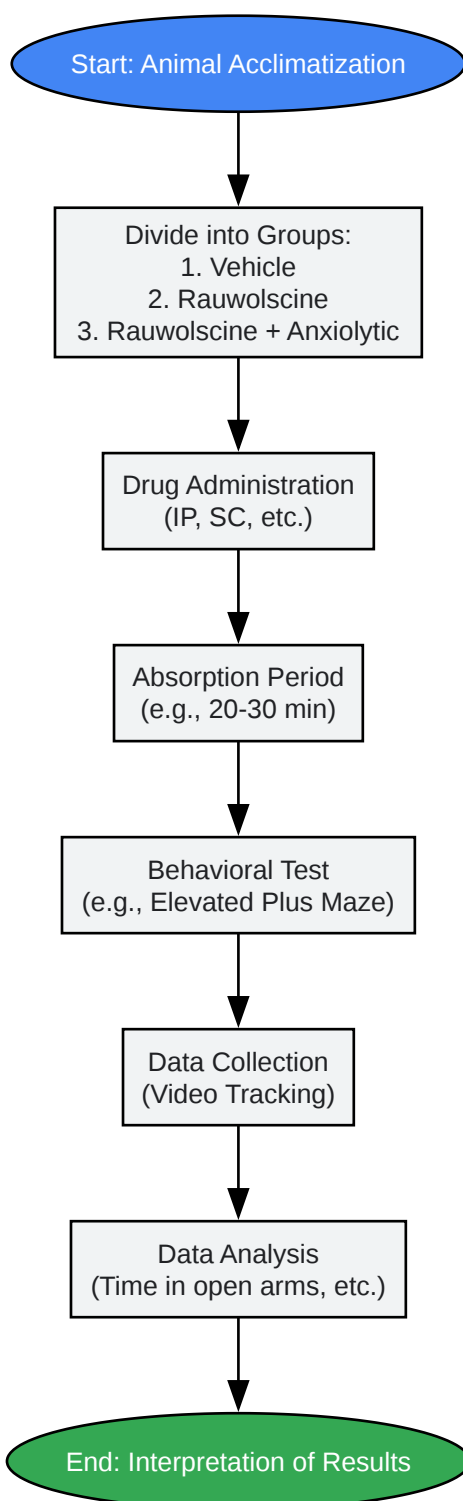 Start: Animal Acclimatization
Divide into Groups:
1. Vehicle
2. Rauwolscine
3. Rauwolscine + Anxiolytic
Drug Administration
(IP, SC, etc.)
Absorption Period
(e.g., 20-30 min)
Behavioral Test
(e.g., Elevated Plus Maze)
Data Collection
(Video Tracking)
Data Analysis
(Time in open arms, etc.)
End: Interpretation of Results